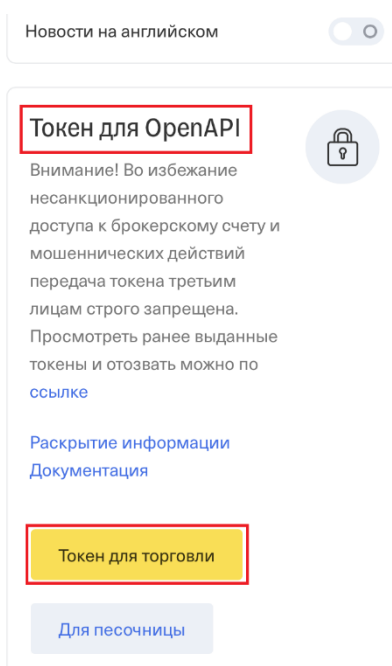 Новости на английском
Токен для OpenAPI
Внимание! Во избежание
несанкционированного
доступа к брокерскому счету и
мошеннических действий
передача токена третьим
лицам строго запрещена.
Просмотреть ранее выданные
токены и отозвать можно по
ссылке
Раскрытие информации
Документация
Токен для торговли
Для песочницы